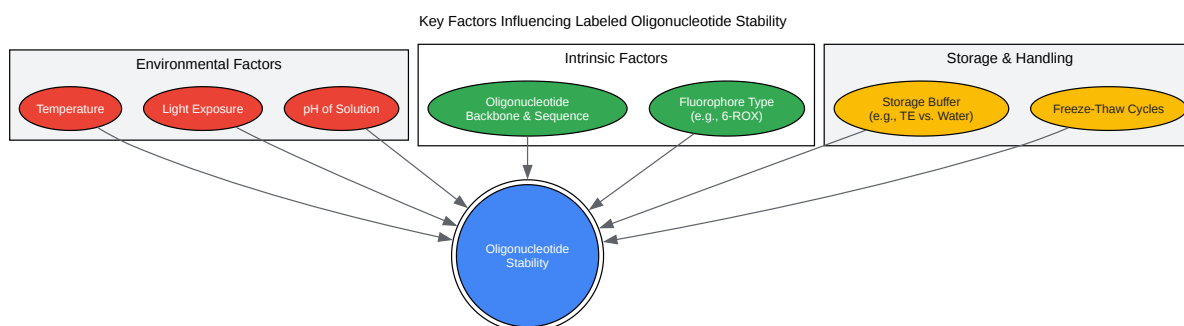 Key Factors Influencing Labeled Oligonucleotide Stability
Environmental Factors
Temperature
Light Exposure
pH of Solution
Intrinsic Factors
Oligonucleotide
Backbone & Sequence
Fluorophore Type
(e.g., 6-ROX)
Storage & Handling
Storage Buffer
(e.g., TE vs. Water)
Freeze-Thaw Cycles
Oligonucleotide
Stability